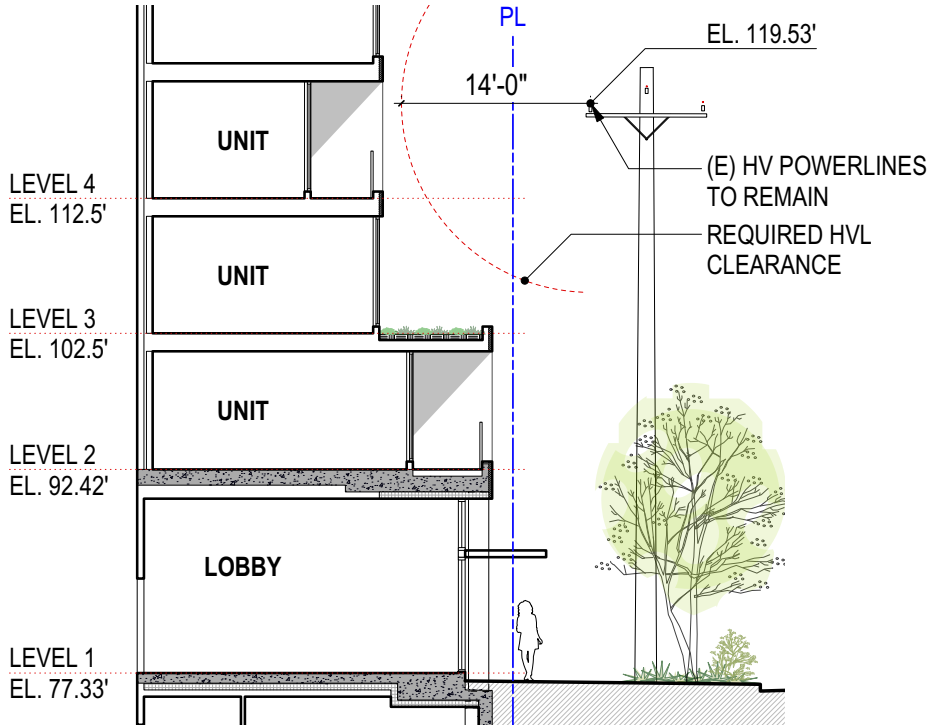 PL
EL. 119.53'
14'-0"
UNIT
(E) HV POWERLINES
TO REMAIN
LEVEL 4
EL. 112.5'
REQUIRED HVL
CLEARANCE
UNIT
LEVEL 3
EL. 102.5'
UNIT
LEVEL 2
EL. 92.42'
LOBBY
LEVEL 1
EL. 77.33'